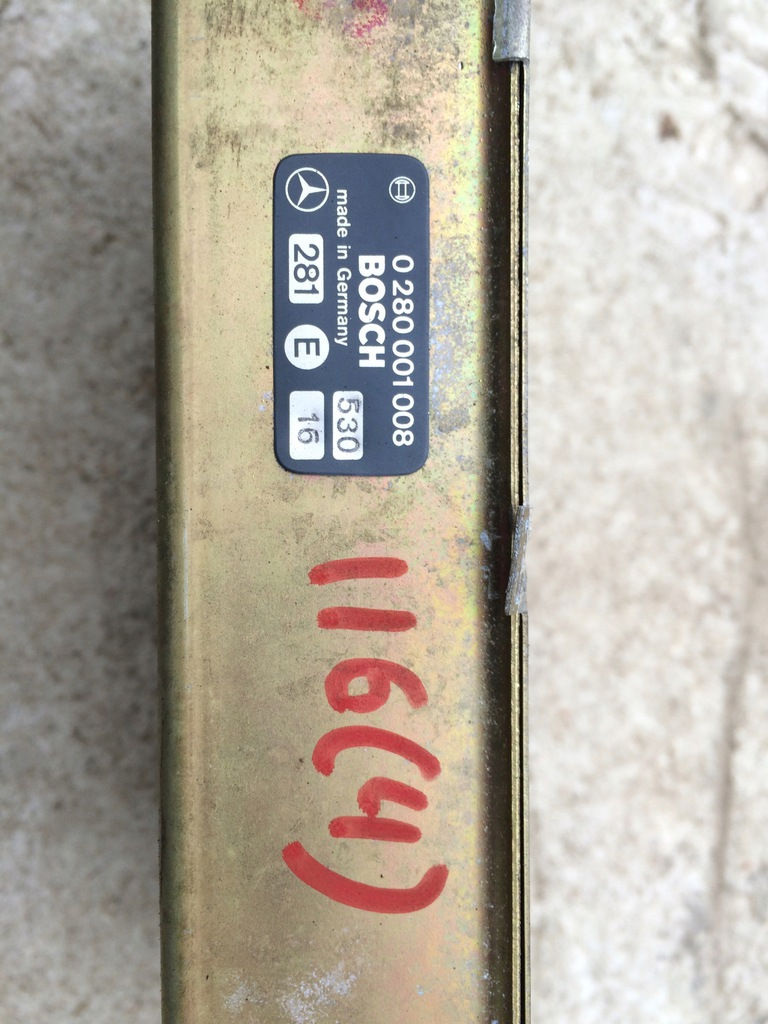 0 280 001 008
BOSCH
made in Germany 530
281 E 16
116(4)